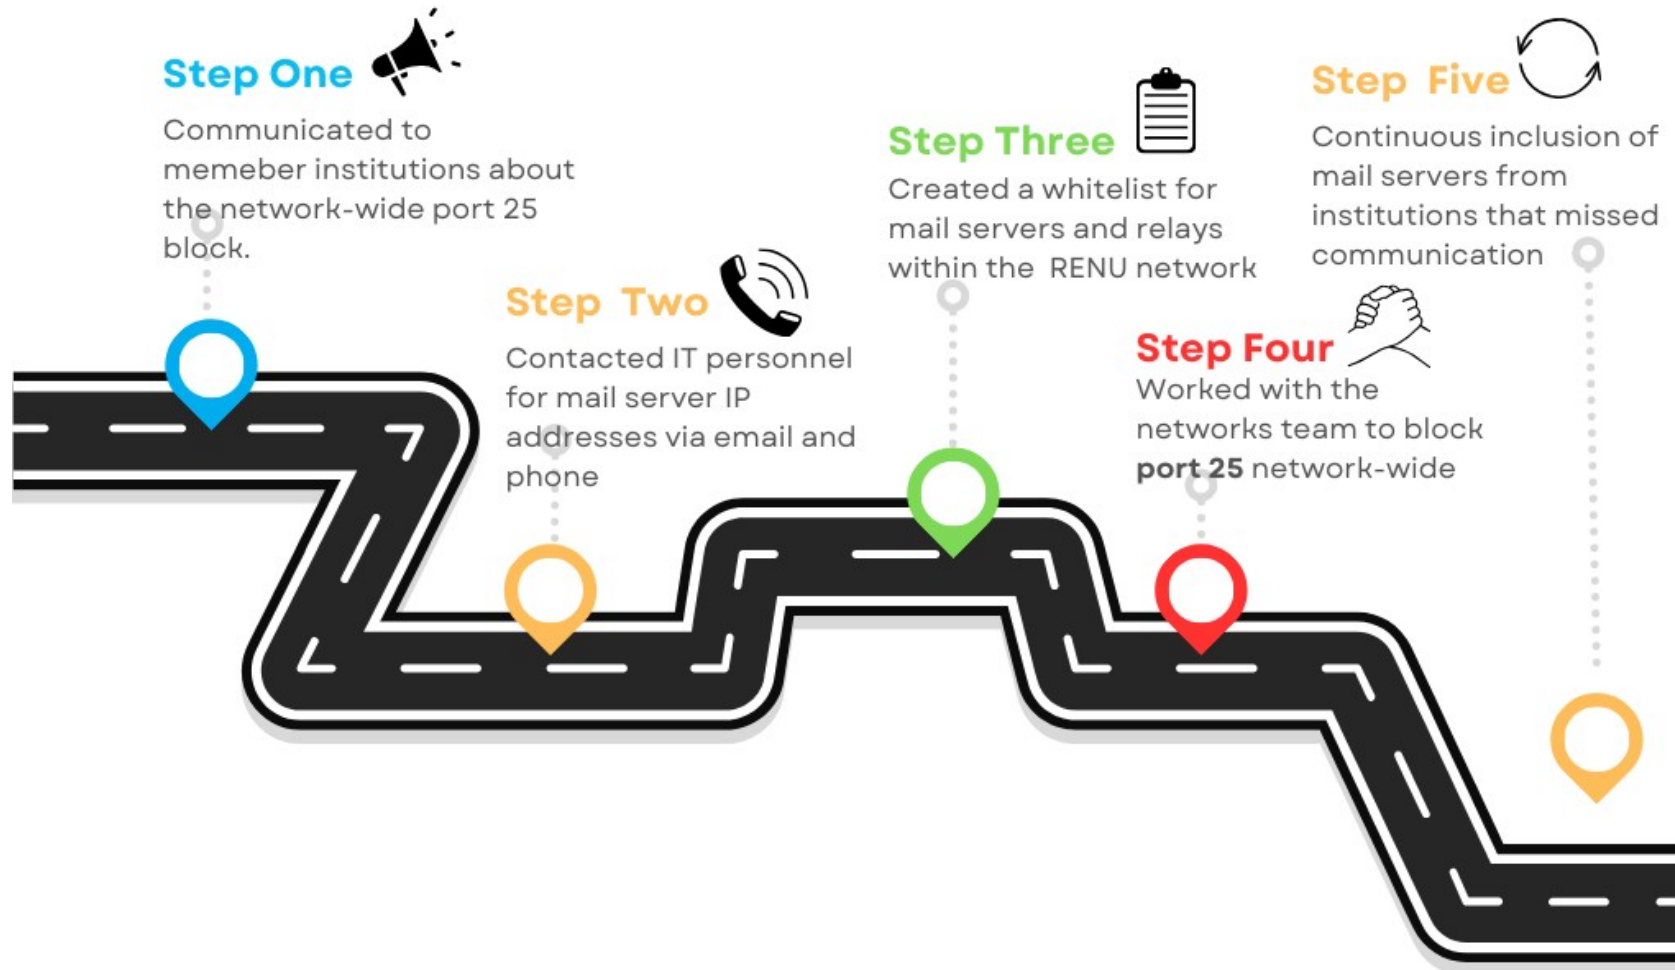 Step One
Communicated to
memeber institutions about
the network-wide port 25
block.
Step Two
Contacted IT personnel
for mail server IP
addresses via email and
phone
Step Three
Created a whitelist for
mail servers and relays
within the RENU network
Step Four
Worked with the
networks team to block
port 25 network-wide
Step Five
Continuous inclusion of
mail servers from
institutions that missed
communication